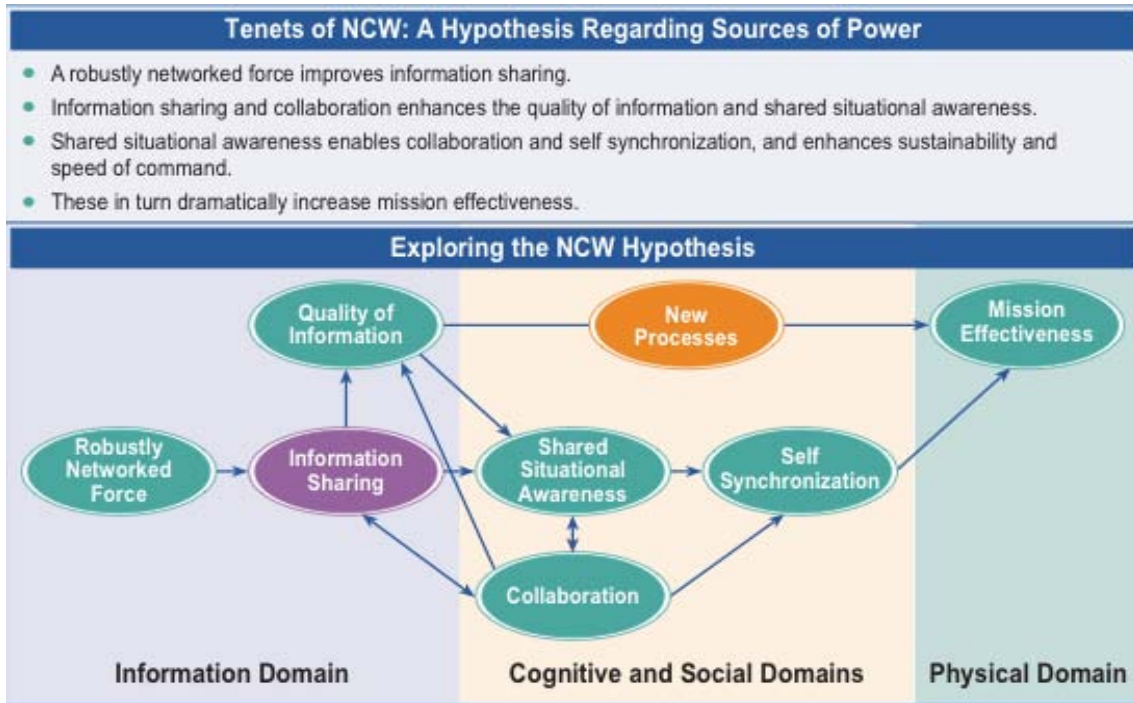 Tenets of NCW: A Hypothesis Regarding Sources of Power
• A robustly networked force improves information sharing.
• Information sharing and collaboration enhances the quality of information and shared situational awareness.
• Shared situational awareness enables collaboration and self synchronization, and enhances sustainability and
speed of command.
• These in turn dramatically increase mission effectiveness.
Exploring the NCW Hypothesis
Quality of
Information
New
Processes
Mission
Effectiveness
Robustly
Networked
Force
Information
Sharing
Shared
Situational
Awareness
Self
Synchronization
Collaboration
Information Domain
Cognitive and Social Domains
Physical Domain